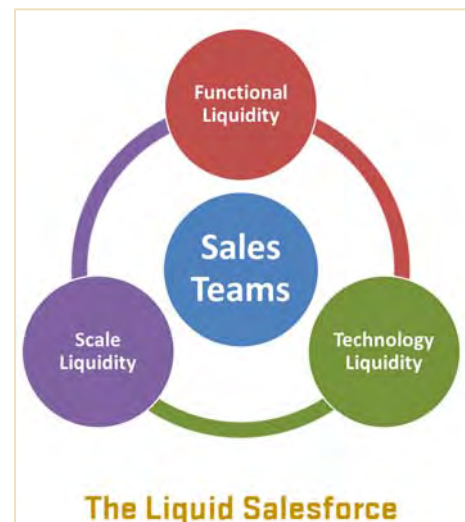 Functional
Liquidity
Sales
Teams
Scale
Liquidity
Technology
Liquidity
The Liquid Salesforce